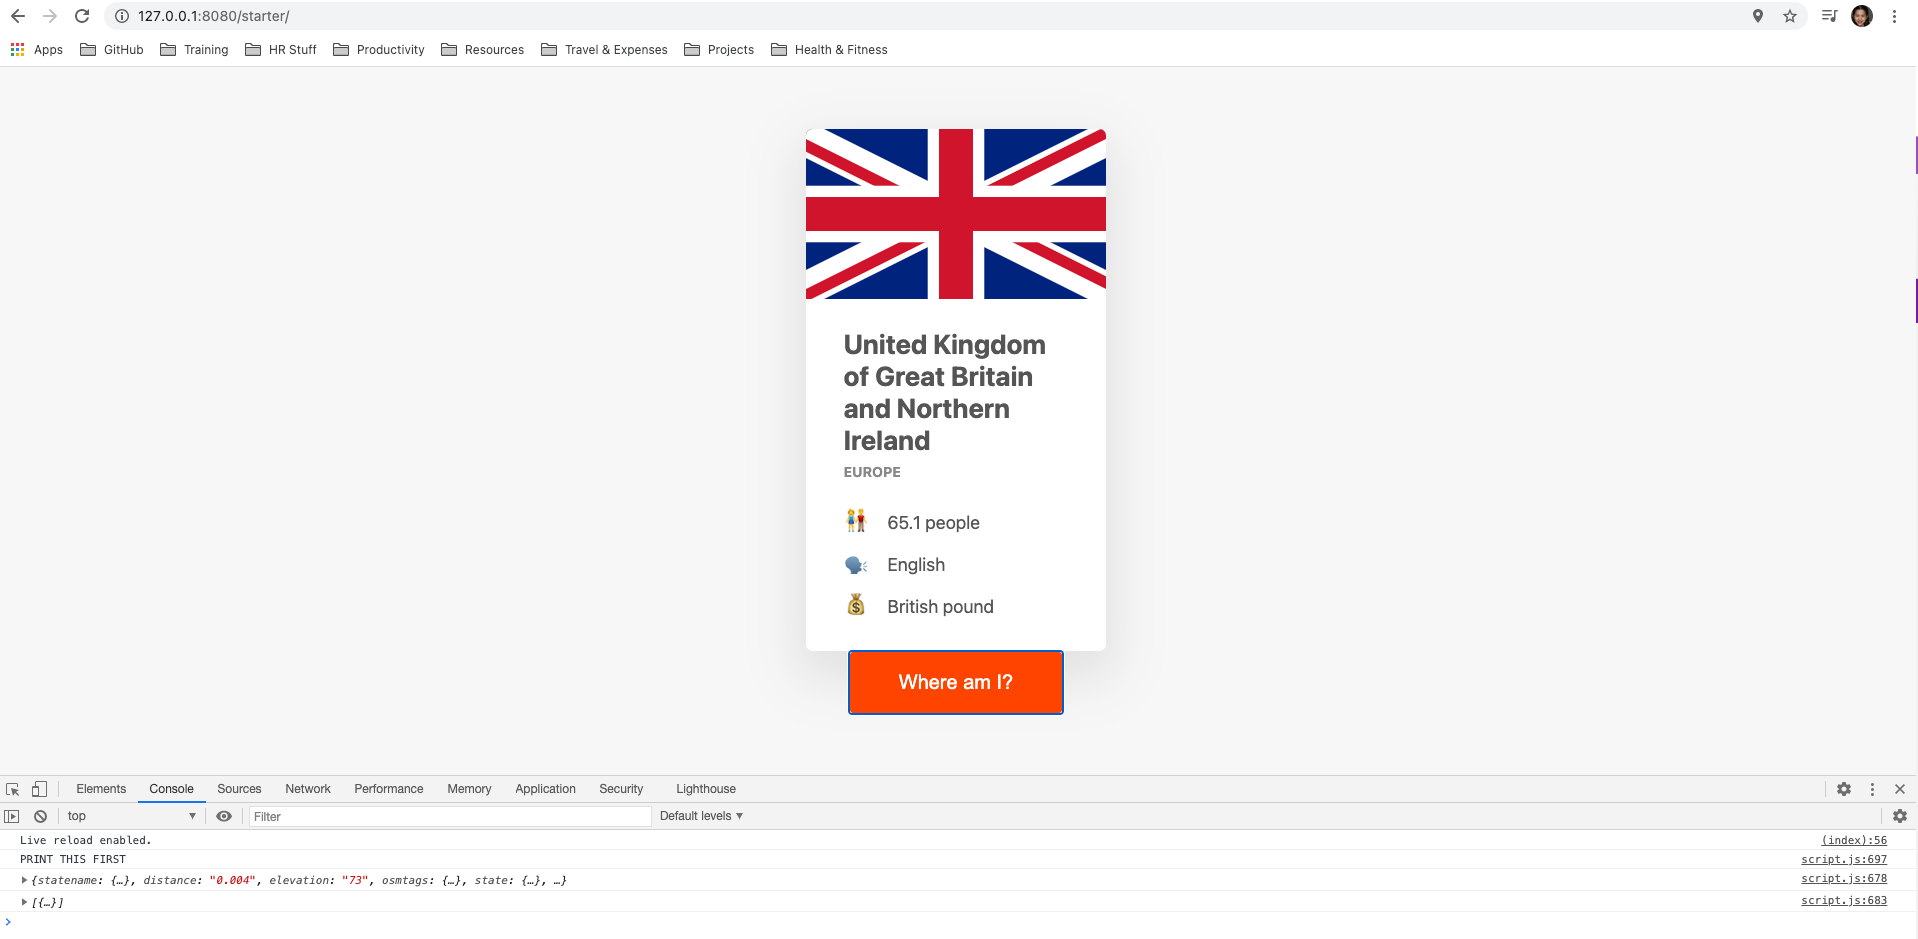 127.0.0.1:8080/starter/
Apps GitHub Training HR Stuff Productivity Resources Travel & Expenses Projects Health & Fitness
United Kingdom
of Great Britain
and Northern
Ireland
EUROPE
65.1 people
English
British pound
Where am I?
Elements Console Sources Network Performance Memory Application Security Lighthouse
top Filter Default levels
Live reload enabled. (index):56
PRINT THIS FIRST script.js:697
{statename: {…}, distance: "0.004", elevation: "73", osmtags: {…}, state: {…}, …} script.js:678
[{…}] script.js:683